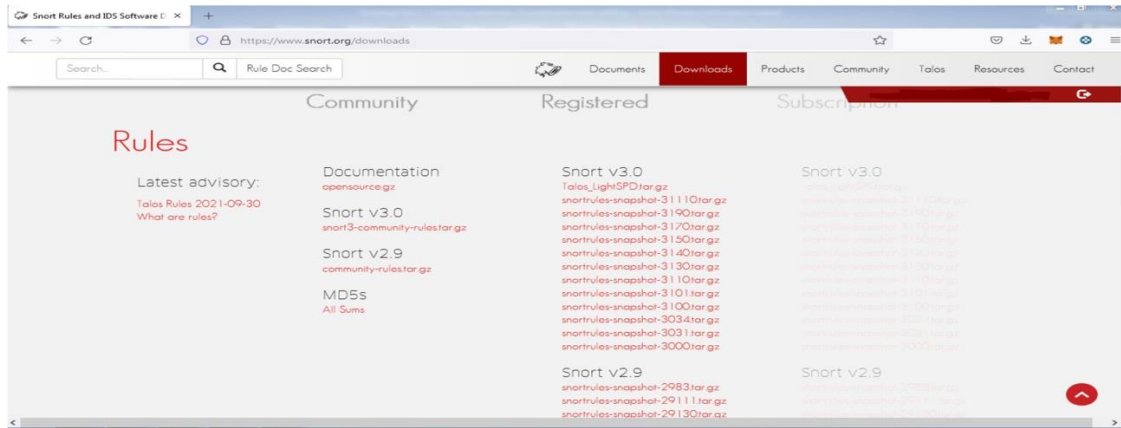 Snort Rules and IDS Software D
https://www.snort.org/downloads
Search..
Rule Doc Search
Documents
Downloads
Products
Community
Talos
Resources
Contact
Community
Registered
Subscription
Rules
Latest advisory:
Talos Rules 2021-09-30
What are rules?
Documentation
opensource.gz
Snort v3.0
snort3-community-rules.tar.gz
Snort v2.9
community-rules.tar.gz
MD5s
All Sums
Snort v3.0
Talos_LightSPD.tar.gz
snortrules-snapshot-31110.tar.gz
snortrules-snapshot-3190.tar.gz
snortrules-snapshot-3170.tar.gz
snortrules-snapshot-3150.tar.gz
snortrules-snapshot-3140.tar.gz
snortrules-snapshot-3130.tar.gz
snortrules-snapshot-3110.tar.gz
snortrules-snapshot-3101.tar.gz
snortrules-snapshot-3100.tar.gz
snortrules-snapshot-3034.tar.gz
snortrules-snapshot-3031.tar.gz
snortrules-snapshot-3000.tar.gz
Snort v2.9
snortrules-snapshot-2983.tar.gz
snortrules-snapshot-29111.tar.gz
snortrules-snapshot-29130.tar.gz
Snort v3.0
Snort v2.9